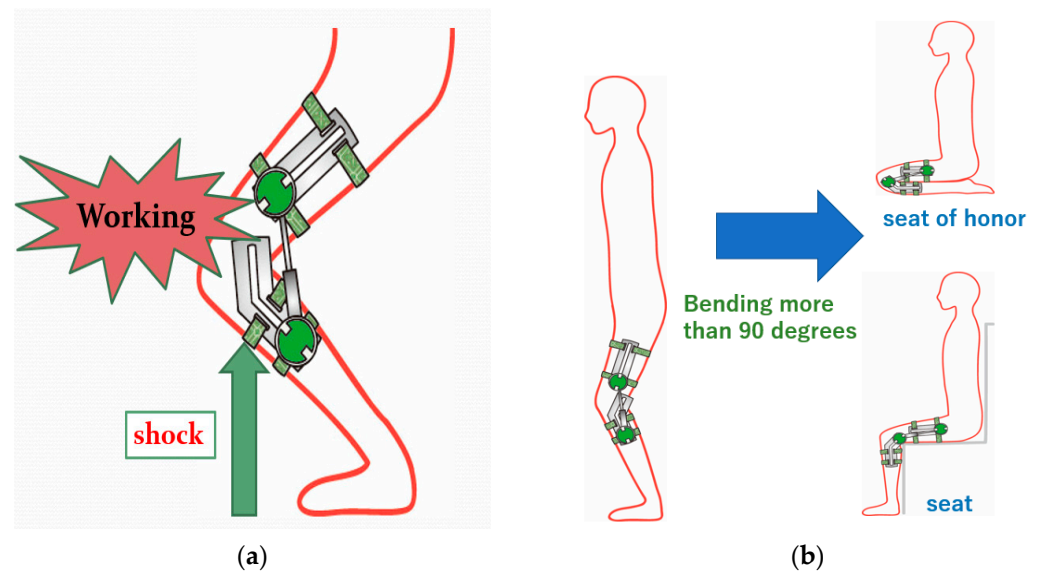 Working
shock
(a)
seat of honor
Bending more
than 90 degrees
seat
(b)